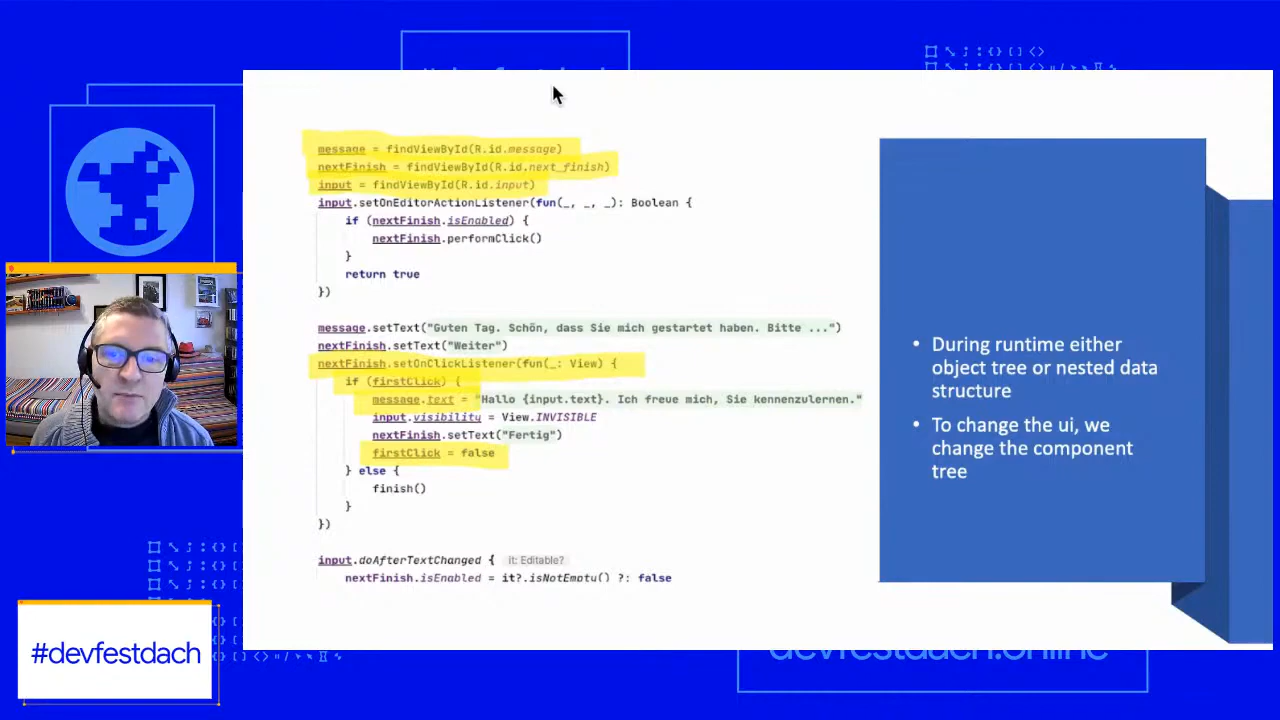 message = findViewById(R.id.message)
nextFinish = findViewById(R.id.next_finish)
input = findViewById(R.id.input)
input.setOnEditorActionListener(fun(_, _, _): Boolean {
if (nextFinish.isEnabled) {
nextFinish.performClick()
}
return true
})
message.setText("Guten Tag. Schön, dass Sie mich gestartet haben. Bitte ...")
nextFinish.setText("Weiter")
nextFinish.setOnClickListener(fun(_: View) {
if (firstClick) {
message.text = "Hallo {input.text}. Ich freue mich, Sie kennenzulernen."
input.visibility = View.INVISIBLE
nextFinish.setText("Fertig")
firstClick = false
} else {
finish()
}
})
input.doAfterTextChanged { it: Editable?
nextFinish.isEnabled = it?.isNotEmpty() ?: false
• During runtime either
object tree or nested data
structure
• To change the ui, we
change the component
tree
#devfestdach
devfestdach.online